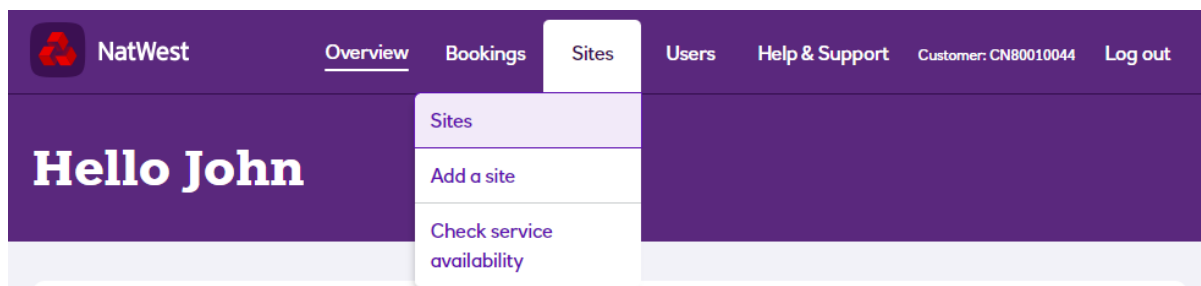 NatWest Overview Bookings Sites Users Help & Support Customer: CN80010044 Log out
Sites
Hello John
Add a site
Check service
availability